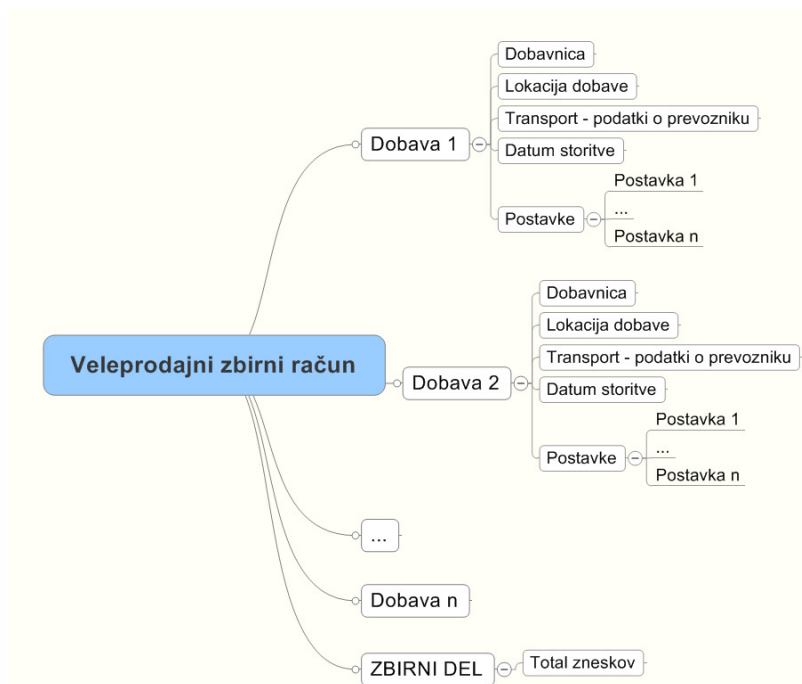 Veleprodajni zbirni račun
Dobava 1
Dobavnica
Lokacija dobave
Transport - podatki o prevozniku
Datum storitve
Postavke
Postavka 1
...
Postavka n
Dobava 2
Dobavnica
Lokacija dobave
Transport - podatki o prevozniku
Datum storitve
Postavke
Postavka 1
...
Postavka n
...
Dobava n
ZBIRNI DEL
Total zneskov